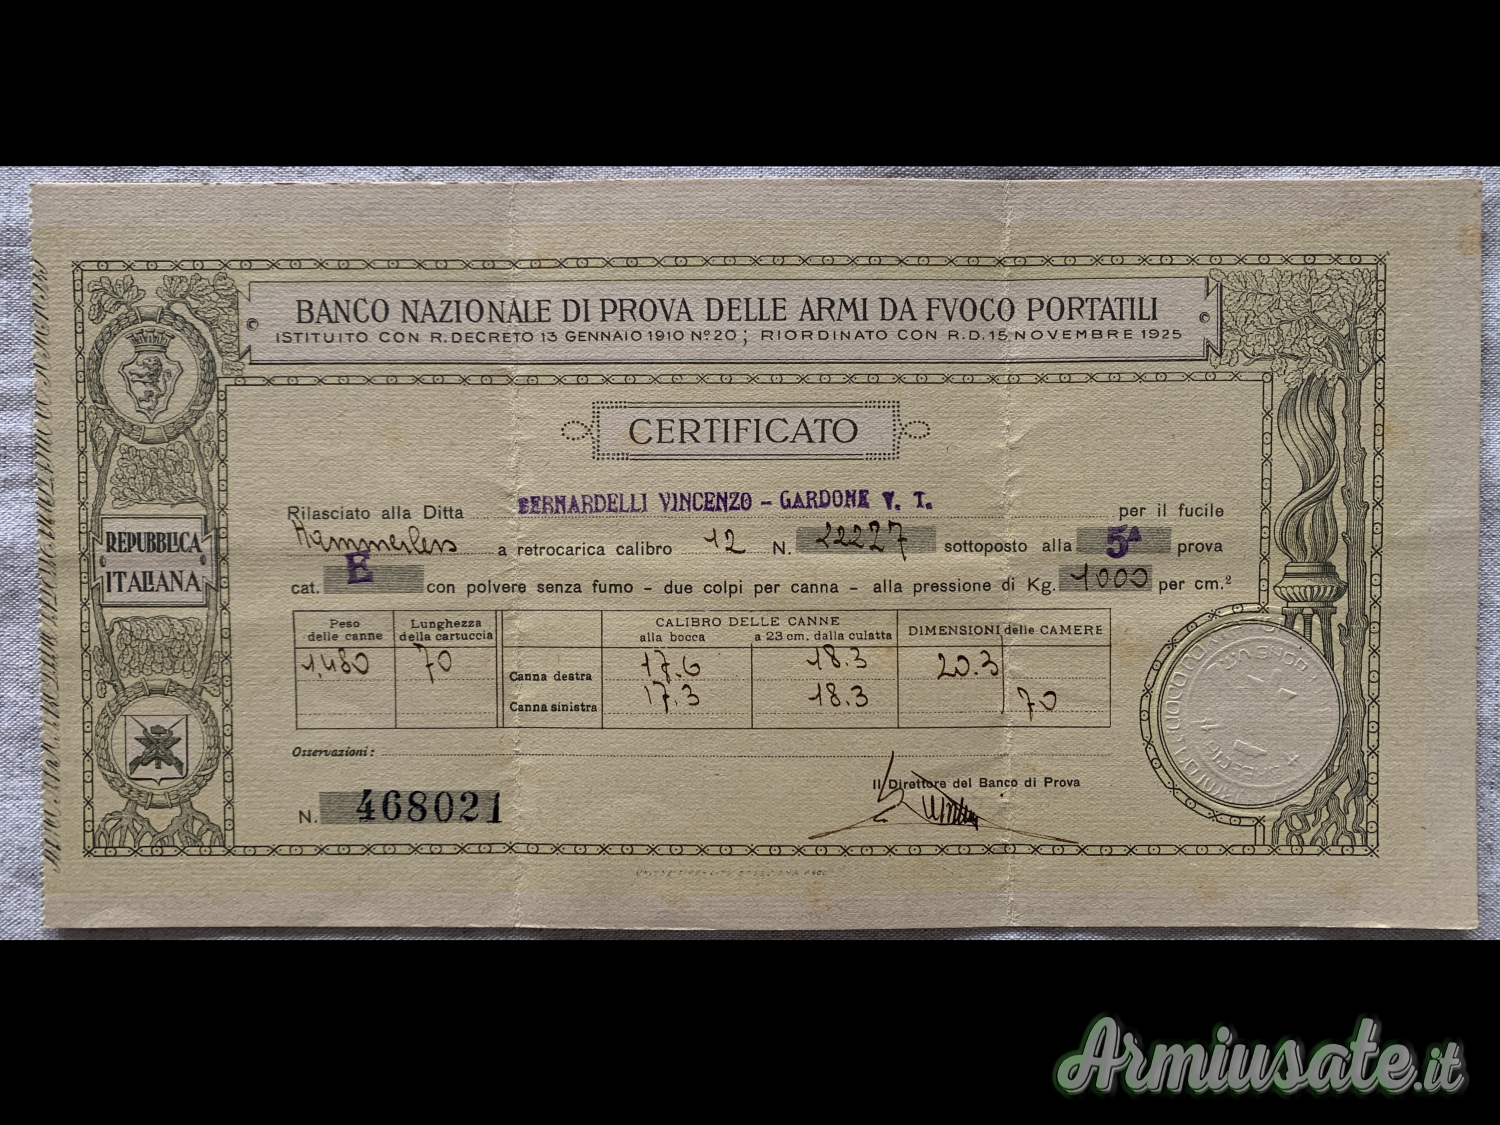 BANCO NAZIONALE DI PROVA DELLE ARMI DA FVOCO PORTATILI
ISTITUITO CON R. DECRETO 13 GENNAIO 1910 Nº 20; RIORDINATO CON R.D. 15 NOVEMBRE 1925
CERTIFICATO
Rilasciato alla Ditta BERNARDELLI VINCENZO - GARDONE V. T. per il fucile
Hammerless a retrocarica calibro 12 N. 22227 sottoposto alla 5ª prova
cat. E con polvere senza fumo - due colpi per canna - alla pressione di Kg. 1000 per cm.²
REPUBBLICA
ITALIANA
Peso delle canne Lunghezza della cartuccia CALIBRO DELLE CANNE DIMENSIONI delle CAMERE
alla bocca a 23 cm. dalla culatta
1,480 70 Canna destra 17.6 18.3 20.3
Canna sinistra 17.3 18.3 70
Osservazioni:
Il Direttore del Banco di Prova
N. 468021
Armiusate.it